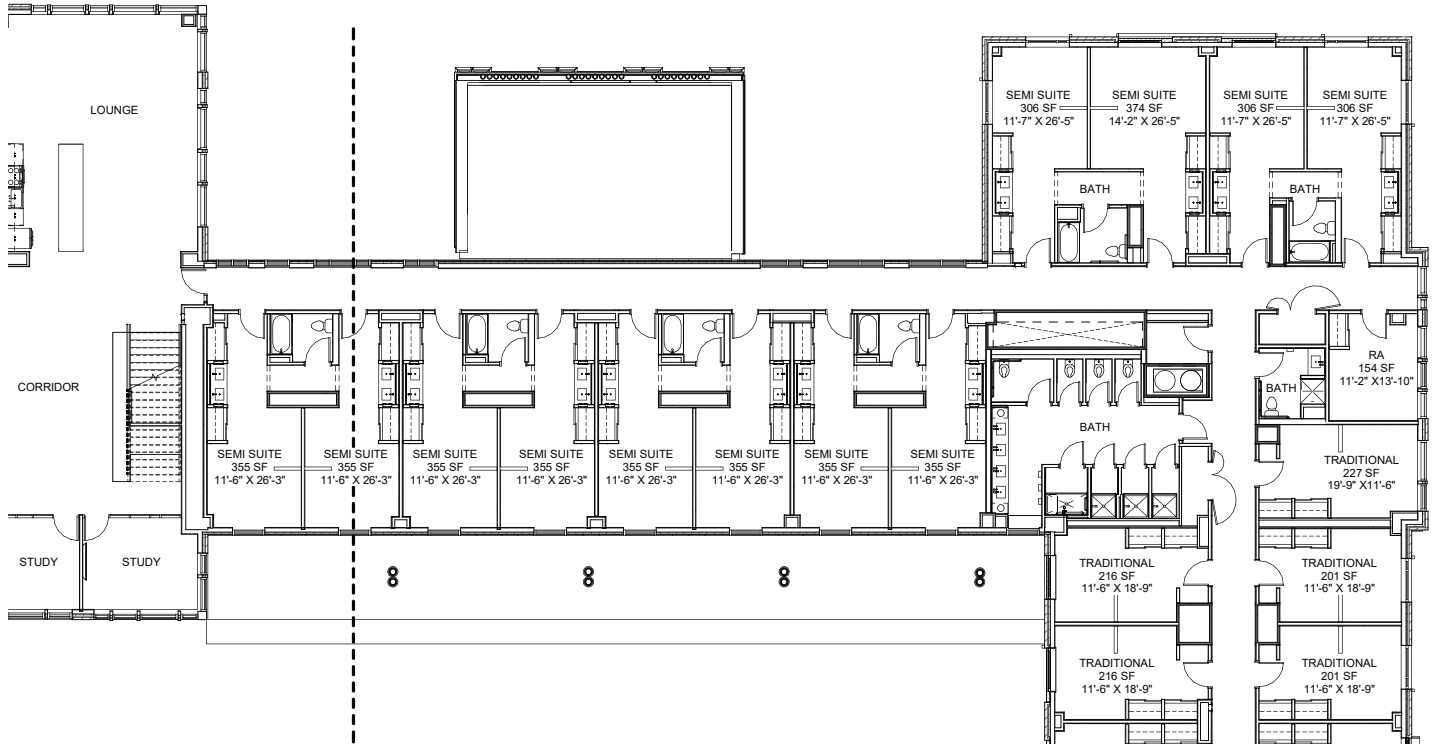 LOUNGE
SEMI SUITE
306 SF
11'-7" X 26'-5"
SEMI SUITE
374 SF
14'-2" X 26'-5"
SEMI SUITE
306 SF
11'-7" X 26'-5"
SEMI SUITE
306 SF
11'-7" X 26'-5"
BATH
BATH
CORRIDOR
RA
154 SF
11'-2" X13'-10"
BATH
BATH
SEMI SUITE
355 SF
11'-6" X 26'-3"
SEMI SUITE
355 SF
11'-6" X 26'-3"
SEMI SUITE
355 SF
11'-6" X 26'-3"
SEMI SUITE
355 SF
11'-6" X 26'-3"
SEMI SUITE
355 SF
11'-6" X 26'-3"
SEMI SUITE
355 SF
11'-6" X 26'-3"
SEMI SUITE
355 SF
11'-6" X 26'-3"
SEMI SUITE
355 SF
11'-6" X 26'-3"
TRADITIONAL
227 SF
19'-9" X11'-6"
STUDY
STUDY
TRADITIONAL
216 SF
11'-6" X 18'-9"
TRADITIONAL
201 SF
11'-6" X 18'-9"
TRADITIONAL
216 SF
11'-6" X 18'-9"
TRADITIONAL
201 SF
11'-6" X 18'-9"